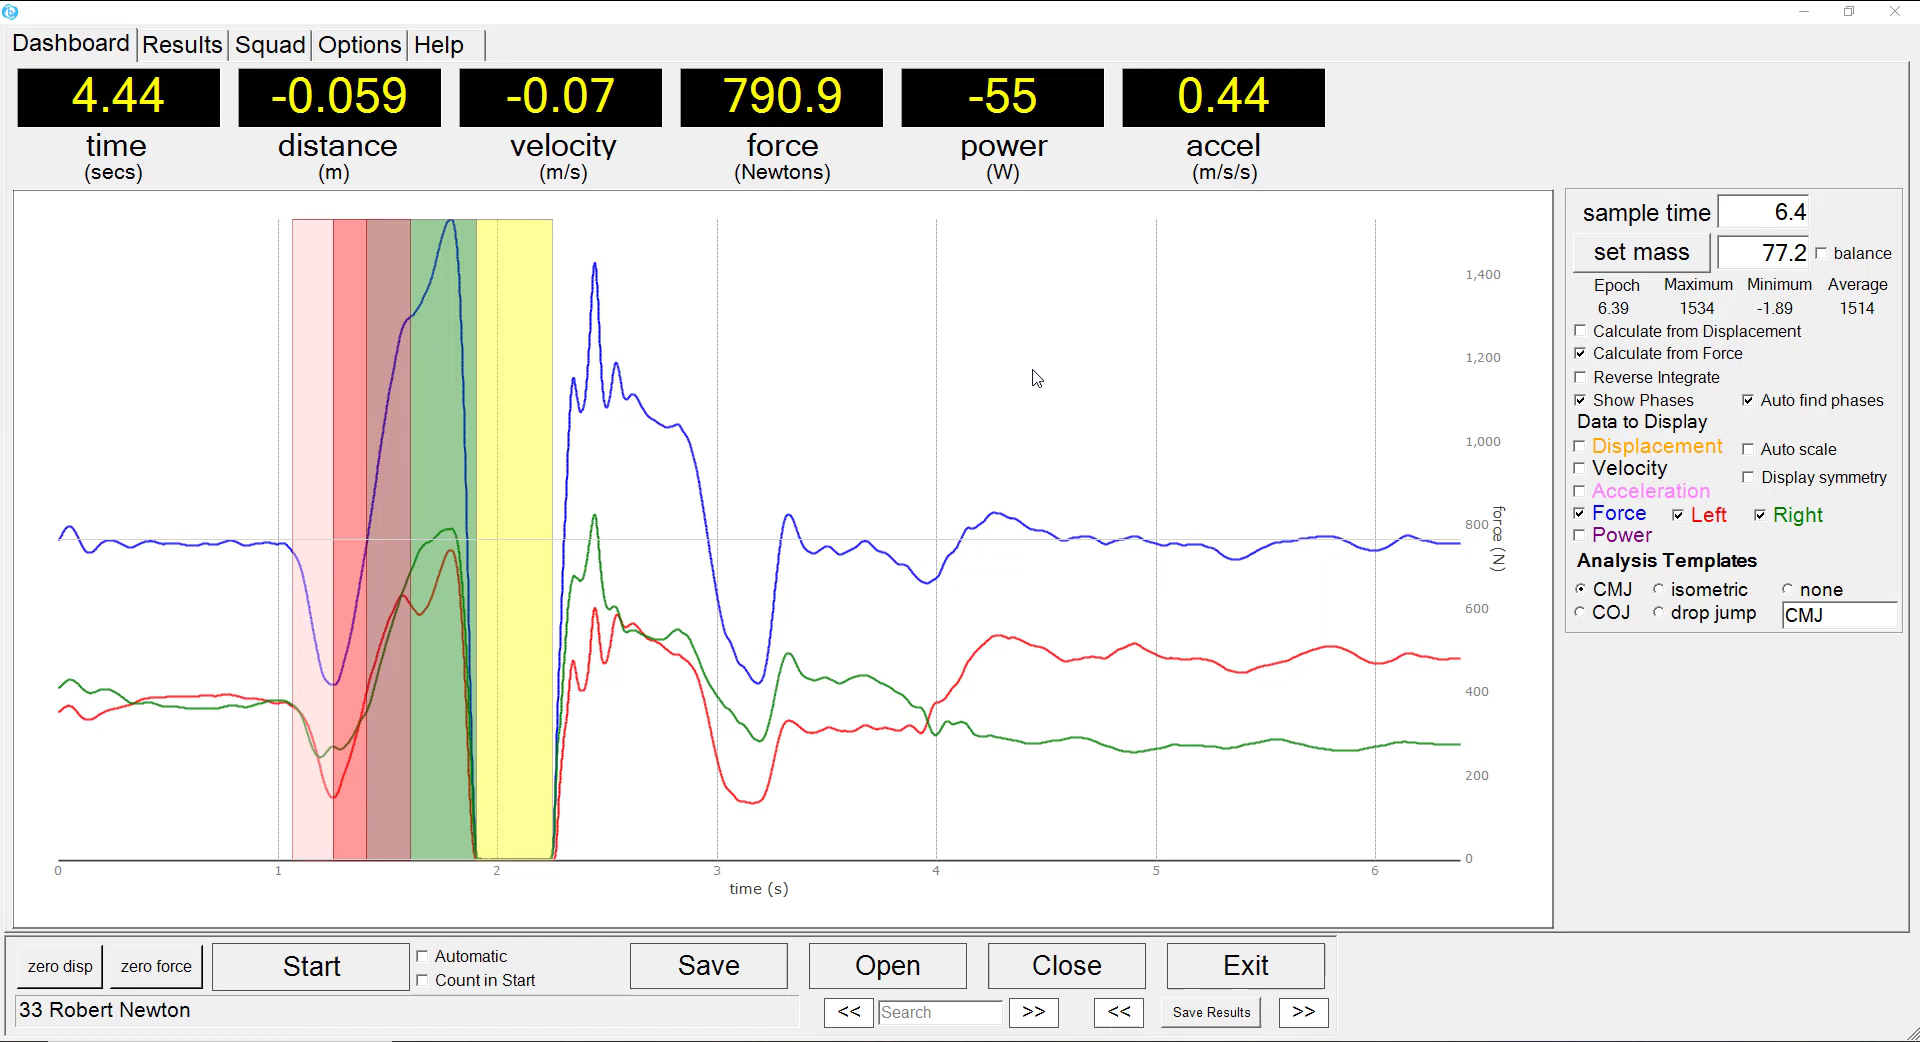 Dashboard Results Squad Options Help
4.44 -0.059 -0.07 790.9 -55 0.44
time distance velocity force power accel
(secs) (m) (m/s) (Newtons) (W) (m/s/s)
sample time 6.4
set mass 77.2 balance
Epoch Maximum Minimum Average
6.39 1534 -1.89 1514
Calculate from Displacement
Calculate from Force
Reverse Integrate
Show Phases Auto find phases
Data to Display
Displacement Auto scale
Velocity
Display symmetry
Acceleration
Force Left Right
Power
Analysis Templates
CMJ isometric none
COJ drop jump CMJ
1,400
1,200
1,000
800
600
400
200
0
force (N)
0 1 2 3 4 5 6
time (s)
zero disp zero force Start Automatic Save Open Close Exit
Count in Start
33 Robert Newton << Search >> << Save Results >>